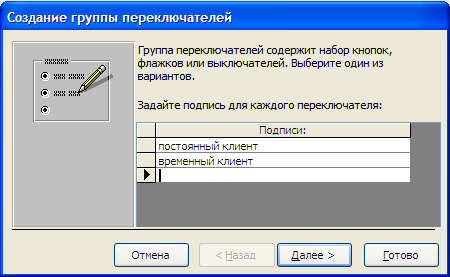 Создание группы переключателей
Группа переключателей содержит набор кнопок,
флажков или выключателей. Выберите один из
вариантов.
Задайте подпись для каждого переключателя:
Подписи:
постоянный клиент
временный клиент
Отмена
< Назад
Далее >
Готово